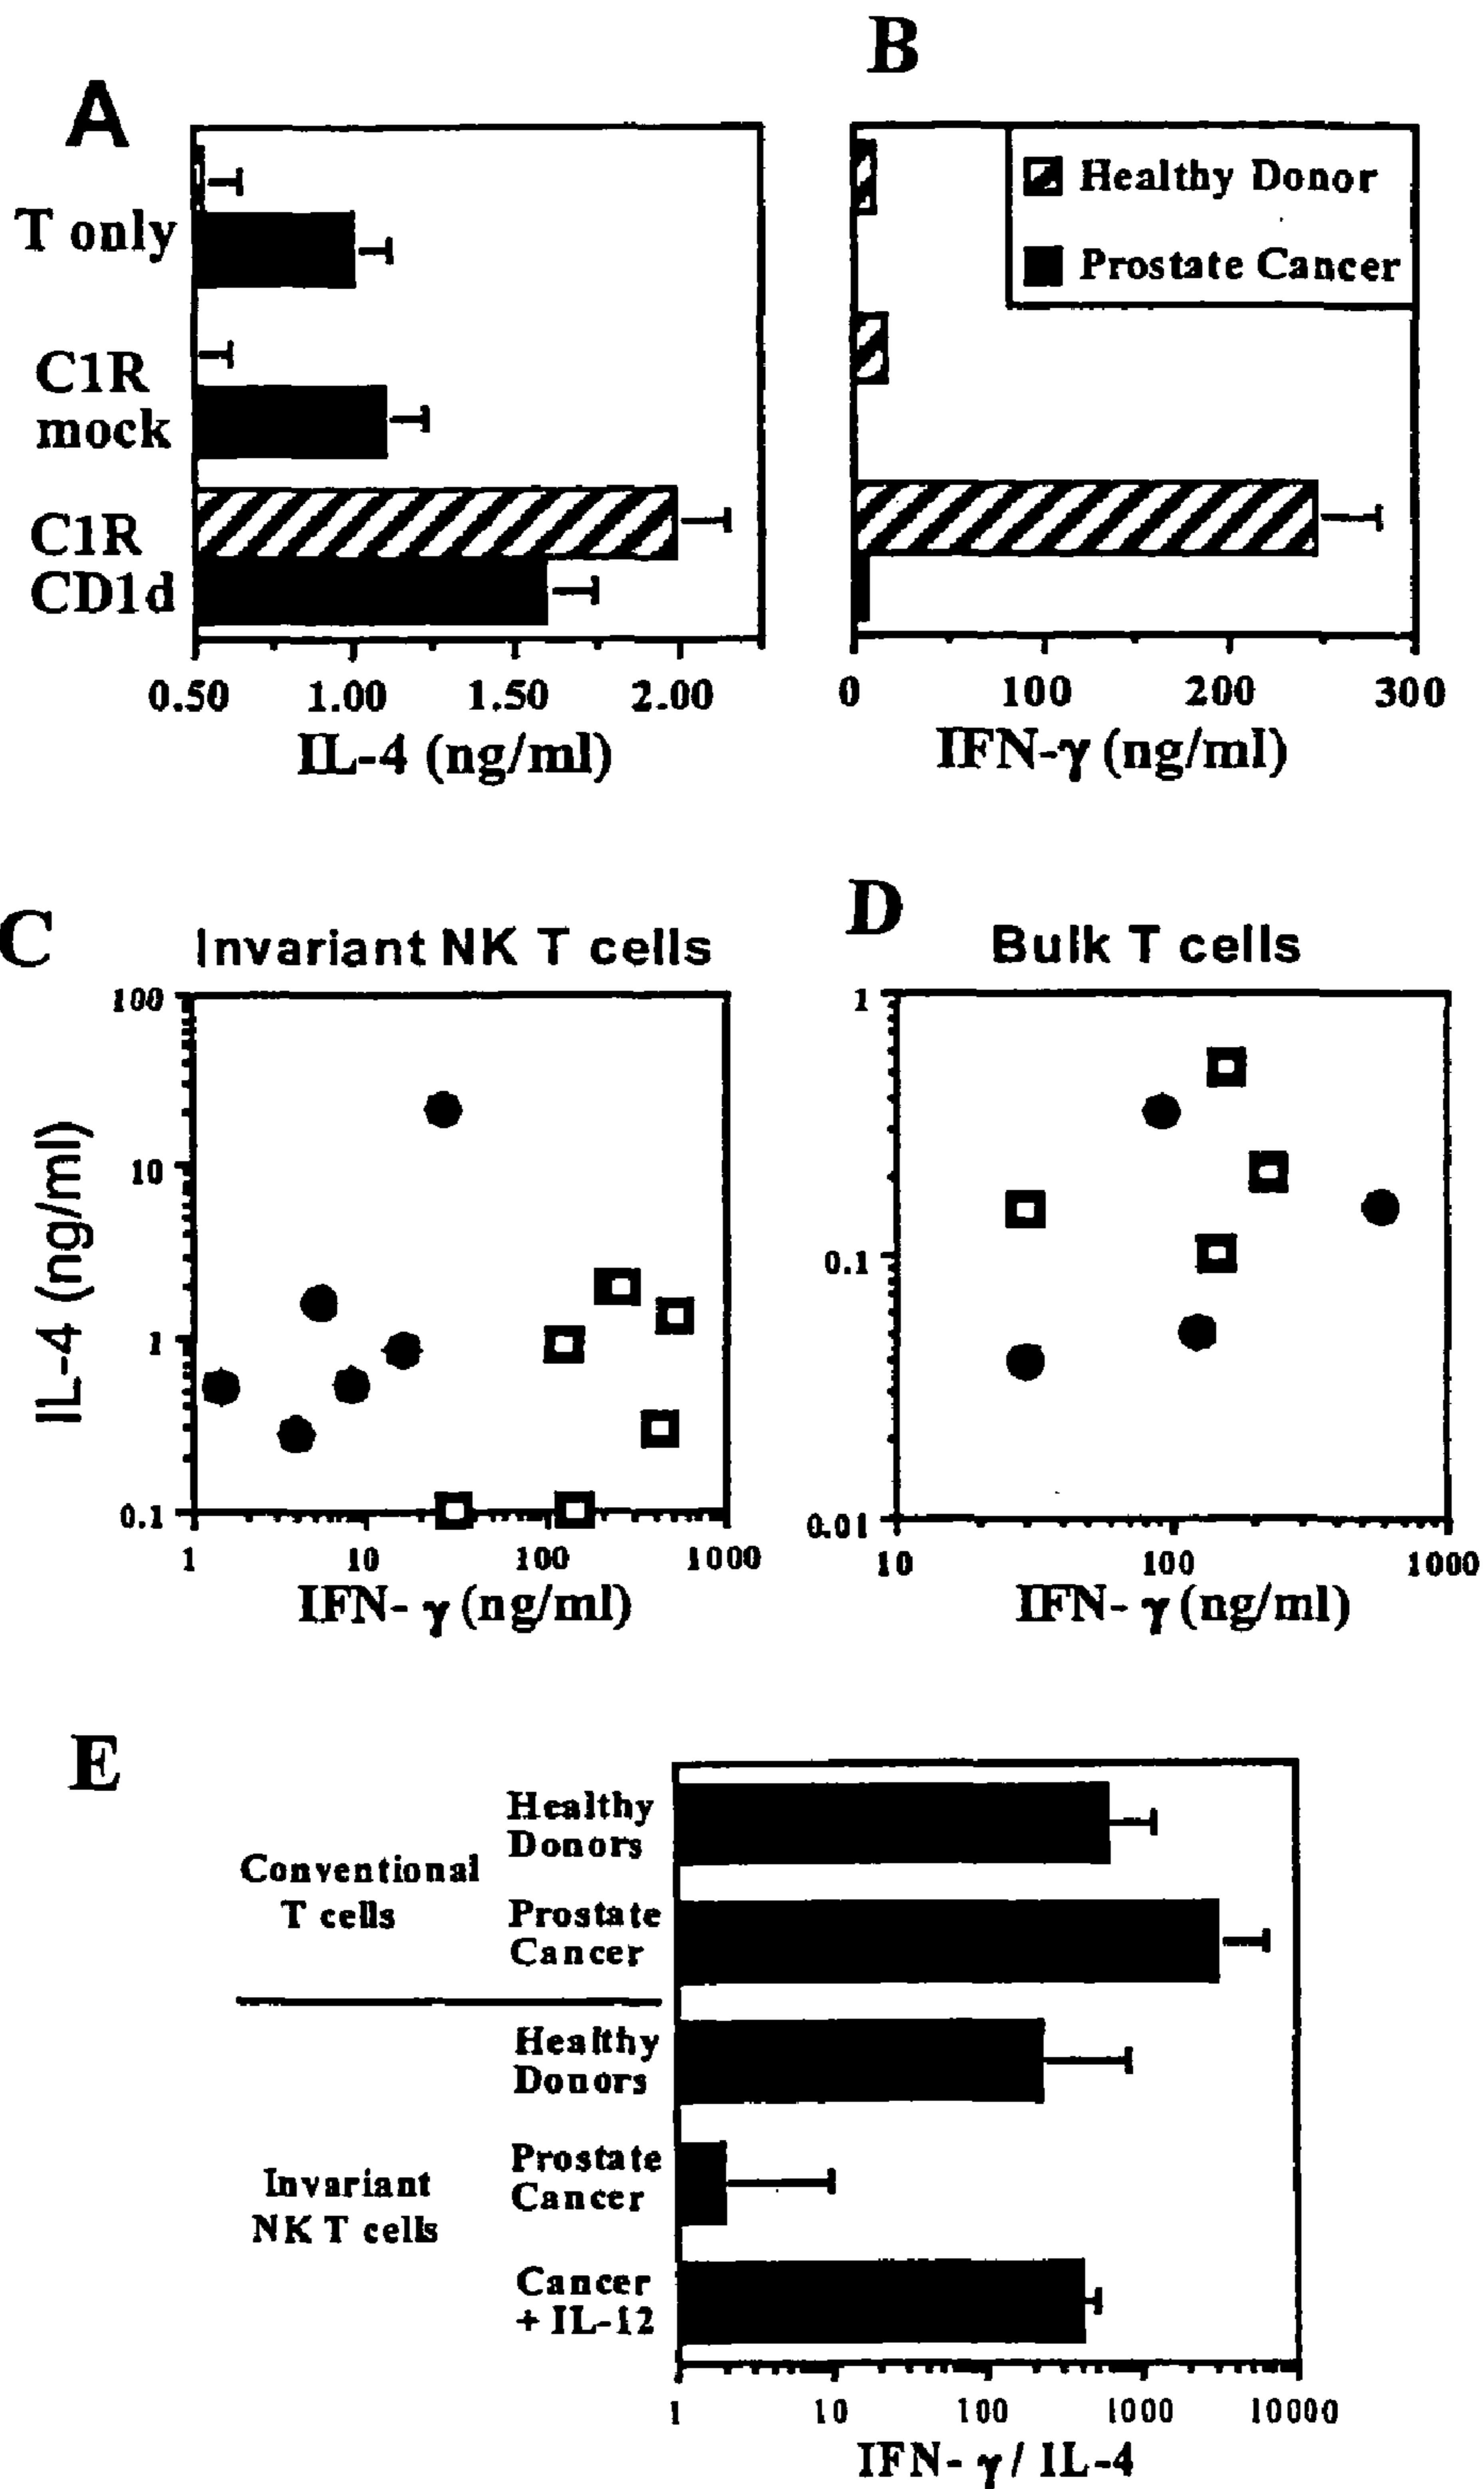 A
T only
C1R
mock
C1R
CD1d
0.50 1.00 1.50 2.00
IL-4 (ng/ml)
B
Healthy Donor
Prostate Cancer
0 100 200 300
IFN-γ (ng/ml)
C
Invariant NK T cells
100
10
1
0.1
IL-4 (ng/ml)
1 10 100 1000
IFN- γ (ng/ml)
D
Bulk T cells
1
0.1
0.01
10 100 1000
IFN- γ (ng/ml)
E
Conventional
T cells
Healthy
Donors
Prostate
Cancer
Invariant
NK T cells
Healthy
Donors
Prostate
Cancer
Cancer
+ IL-12
1 10 100 1000 10000
IFN- γ / IL-4